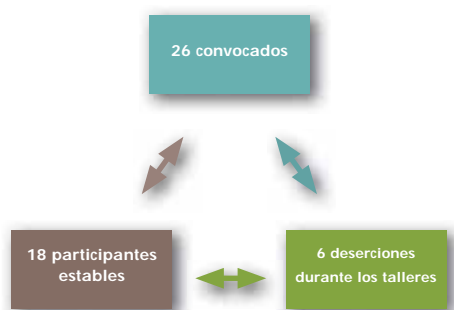 26 convocados
18 participantes
estables
6 deserciones
durante los talleres